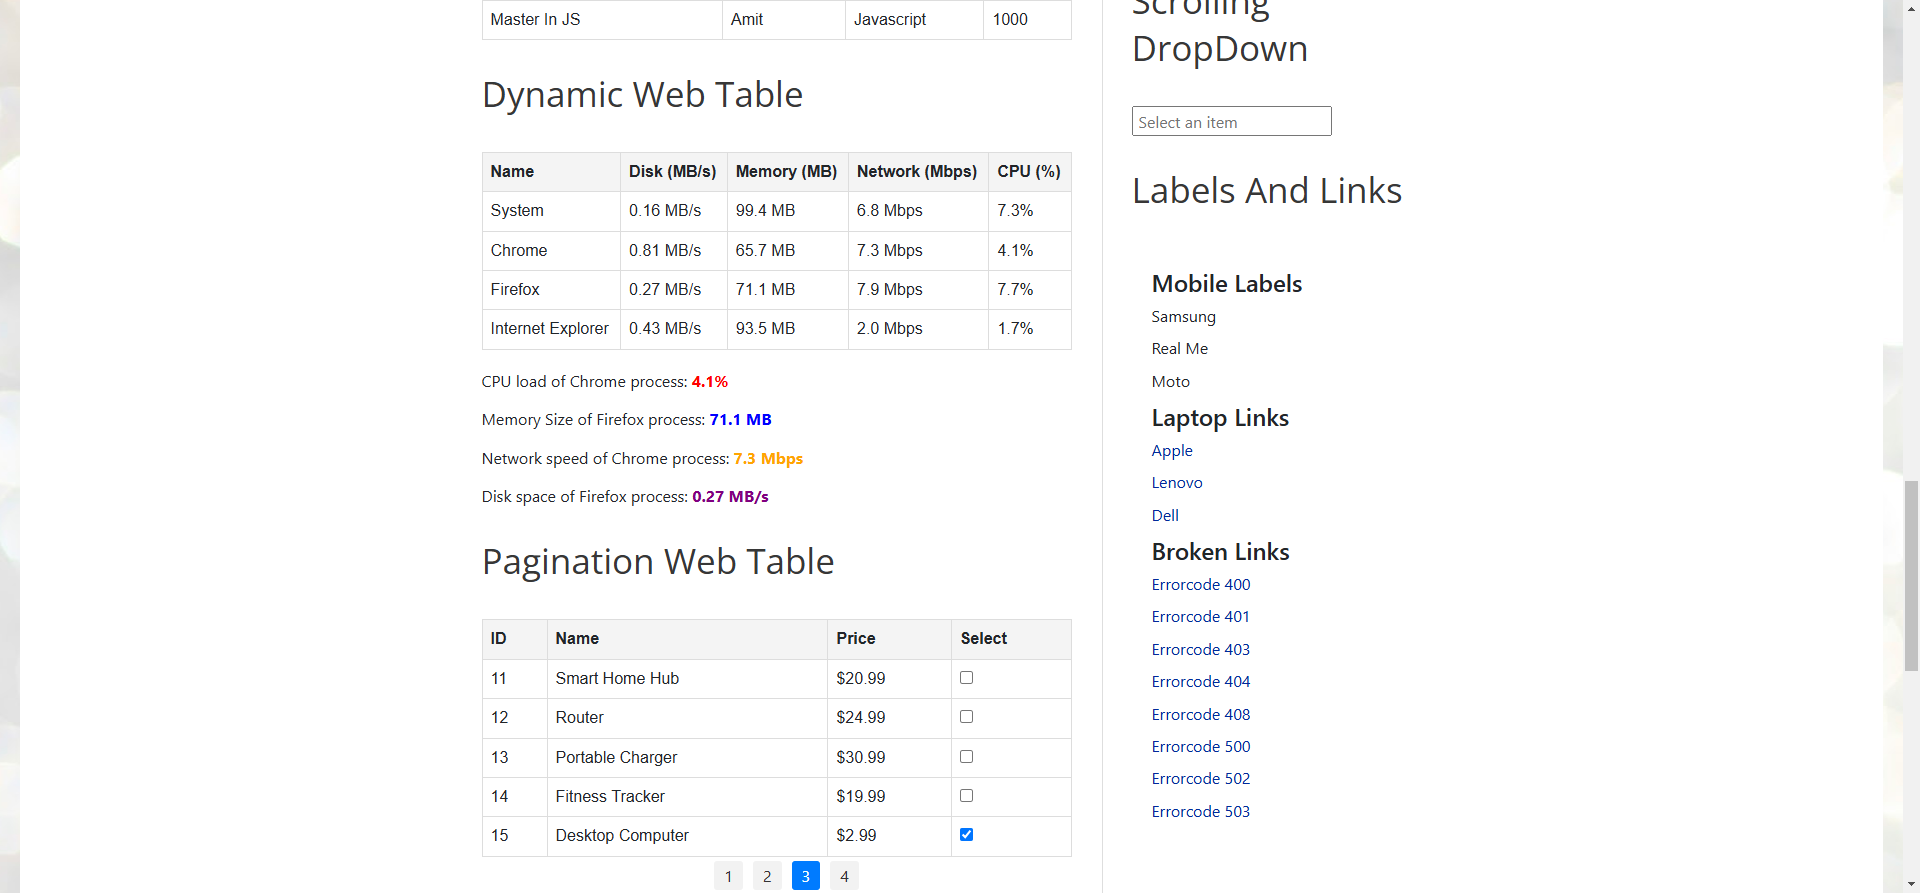 Master In JS Amit Javascript 1000
Dynamic Web Table
Name Disk (MB/s) Memory (MB) Network (Mbps) CPU (%)
System 0.16 MB/s 99.4 MB 6.8 Mbps 7.3%
Chrome 0.81 MB/s 65.7 MB 7.3 Mbps 4.1%
Firefox 0.27 MB/s 71.1 MB 7.9 Mbps 7.7%
Internet Explorer 0.43 MB/s 93.5 MB 2.0 Mbps 1.7%
CPU load of Chrome process: 4.1%
Memory Size of Firefox process: 71.1 MB
Network speed of Chrome process: 7.3 Mbps
Disk space of Firefox process: 0.27 MB/s
Pagination Web Table
ID Name Price Select
11 Smart Home Hub $20.99
12 Router $24.99
13 Portable Charger $30.99
14 Fitness Tracker $19.99
15 Desktop Computer $2.99
1 2 3 4
Scrolling
DropDown
Select an item
Labels And Links
Mobile Labels
Samsung
Real Me
Moto
Laptop Links
Apple
Lenovo
Dell
Broken Links
Errorcode 400
Errorcode 401
Errorcode 403
Errorcode 404
Errorcode 408
Errorcode 500
Errorcode 502
Errorcode 503